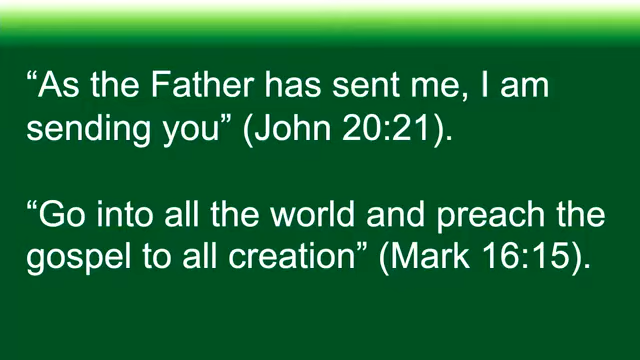 “As the Father has sent me, I am
sending you” (John 20:21).
“Go into all the world and preach the
gospel to all creation” (Mark 16:15).